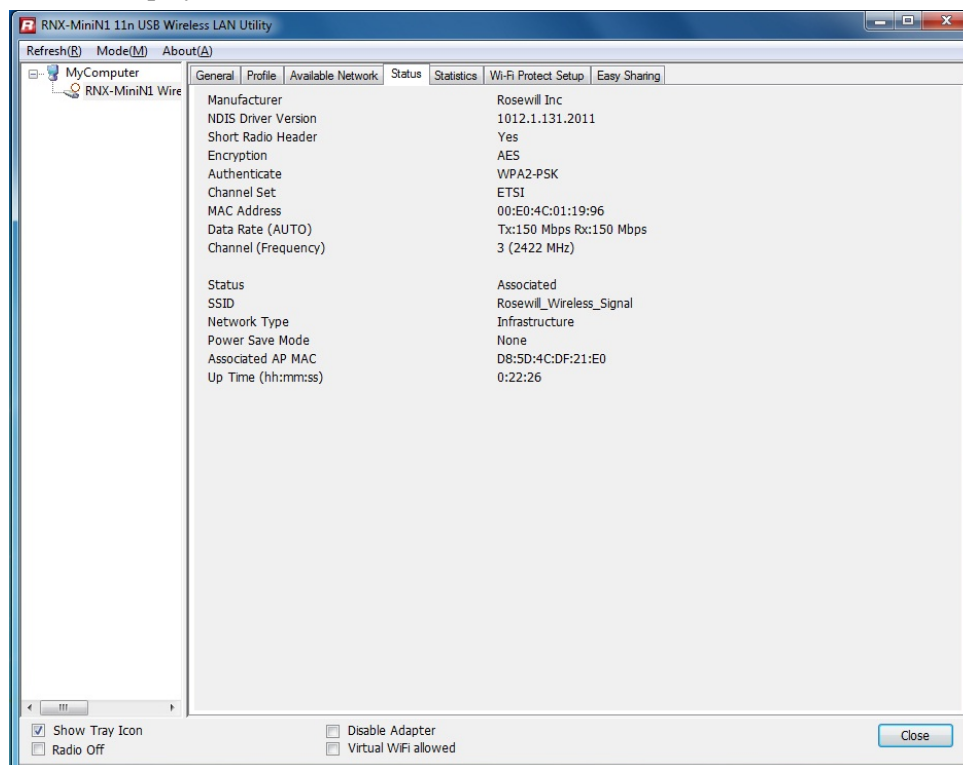 RNX-MiniN1 11n USB Wireless LAN Utility
Refresh(R) Mode(M) About(A)
MyComputer
RNX-MiniN1 Wire
General Profile Available Network Status Statistics Wi-Fi Protect Setup Easy Sharing
Manufacturer Rosewill Inc
NDIS Driver Version 1012.1.131.2011
Short Radio Header Yes
Encryption AES
Authenticate WPA2-PSK
Channel Set ETSI
MAC Address 00:E0:4C:01:19:96
Data Rate (AUTO) Tx:150 Mbps Rx:150 Mbps
Channel (Frequency) 3 (2422 MHz)
Status Associated
SSID Rosewill_Wireless_Signal
Network Type Infrastructure
Power Save Mode None
Associated AP MAC D8:5D:4C:DF:21:E0
Up Time (hh:mm:ss) 0:22:26
Show Tray Icon Disable Adapter Close
Radio Off Virtual WiFi allowed